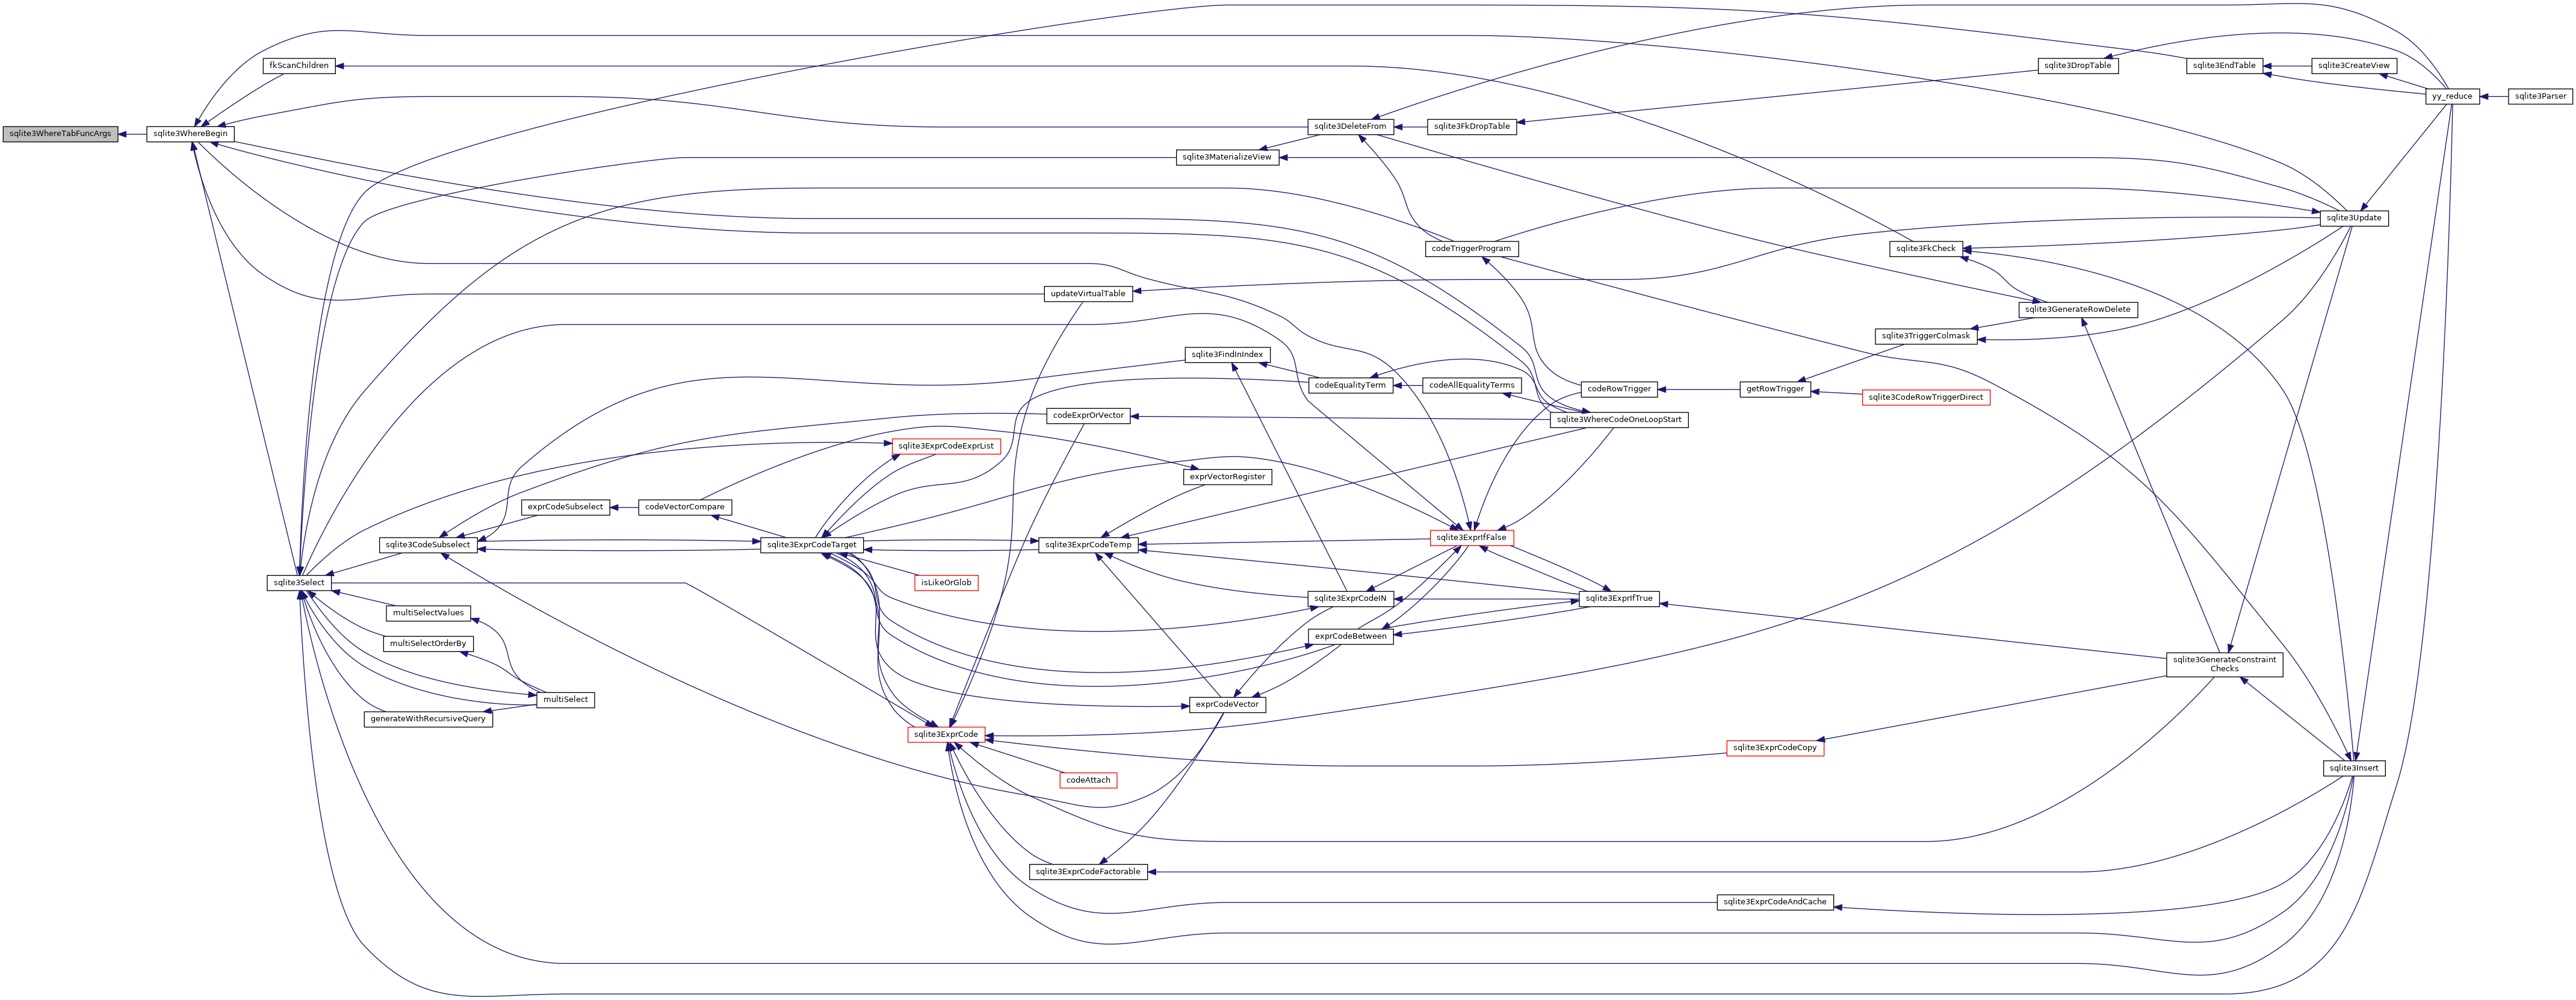 sqlite3WhereTabFuncArgs
sqlite3WhereBegin
fkScanChildren
sqlite3Select
sqlite3CodeSubselect
multiSelectValues
multiSelectOrderBy
generateWithRecursiveQuery
exprCodeSubselect
multiSelect
codeVectorCompare
sqlite3ExprCodeTarget
sqlite3ExprCodeExprList
isLikeOrGlob
sqlite3ExprCode
updateVirtualTable
codeExprOrVector
sqlite3ExprCodeTemp
codeAttach
sqlite3ExprCodeFactorable
sqlite3MaterializeView
sqlite3FindInIndex
exprVectorRegister
exprCodeVector
sqlite3DeleteFrom
codeEqualityTerm
sqlite3ExprCodeIN
exprCodeBetween
sqlite3FkDropTable
codeTriggerProgram
codeAllEqualityTerms
sqlite3ExprIfFalse
codeRowTrigger
sqlite3WhereCodeOneLoopStart
sqlite3ExprIfTrue
getRowTrigger
sqlite3ExprCodeCopy
sqlite3ExprCodeAndCache
sqlite3FkCheck
sqlite3TriggerColmask
sqlite3CodeRowTriggerDirect
sqlite3DropTable
sqlite3GenerateRowDelete
sqlite3EndTable
sqlite3GenerateConstraint
Checks
sqlite3CreateView
sqlite3Update
sqlite3Insert
yy_reduce
sqlite3Parser